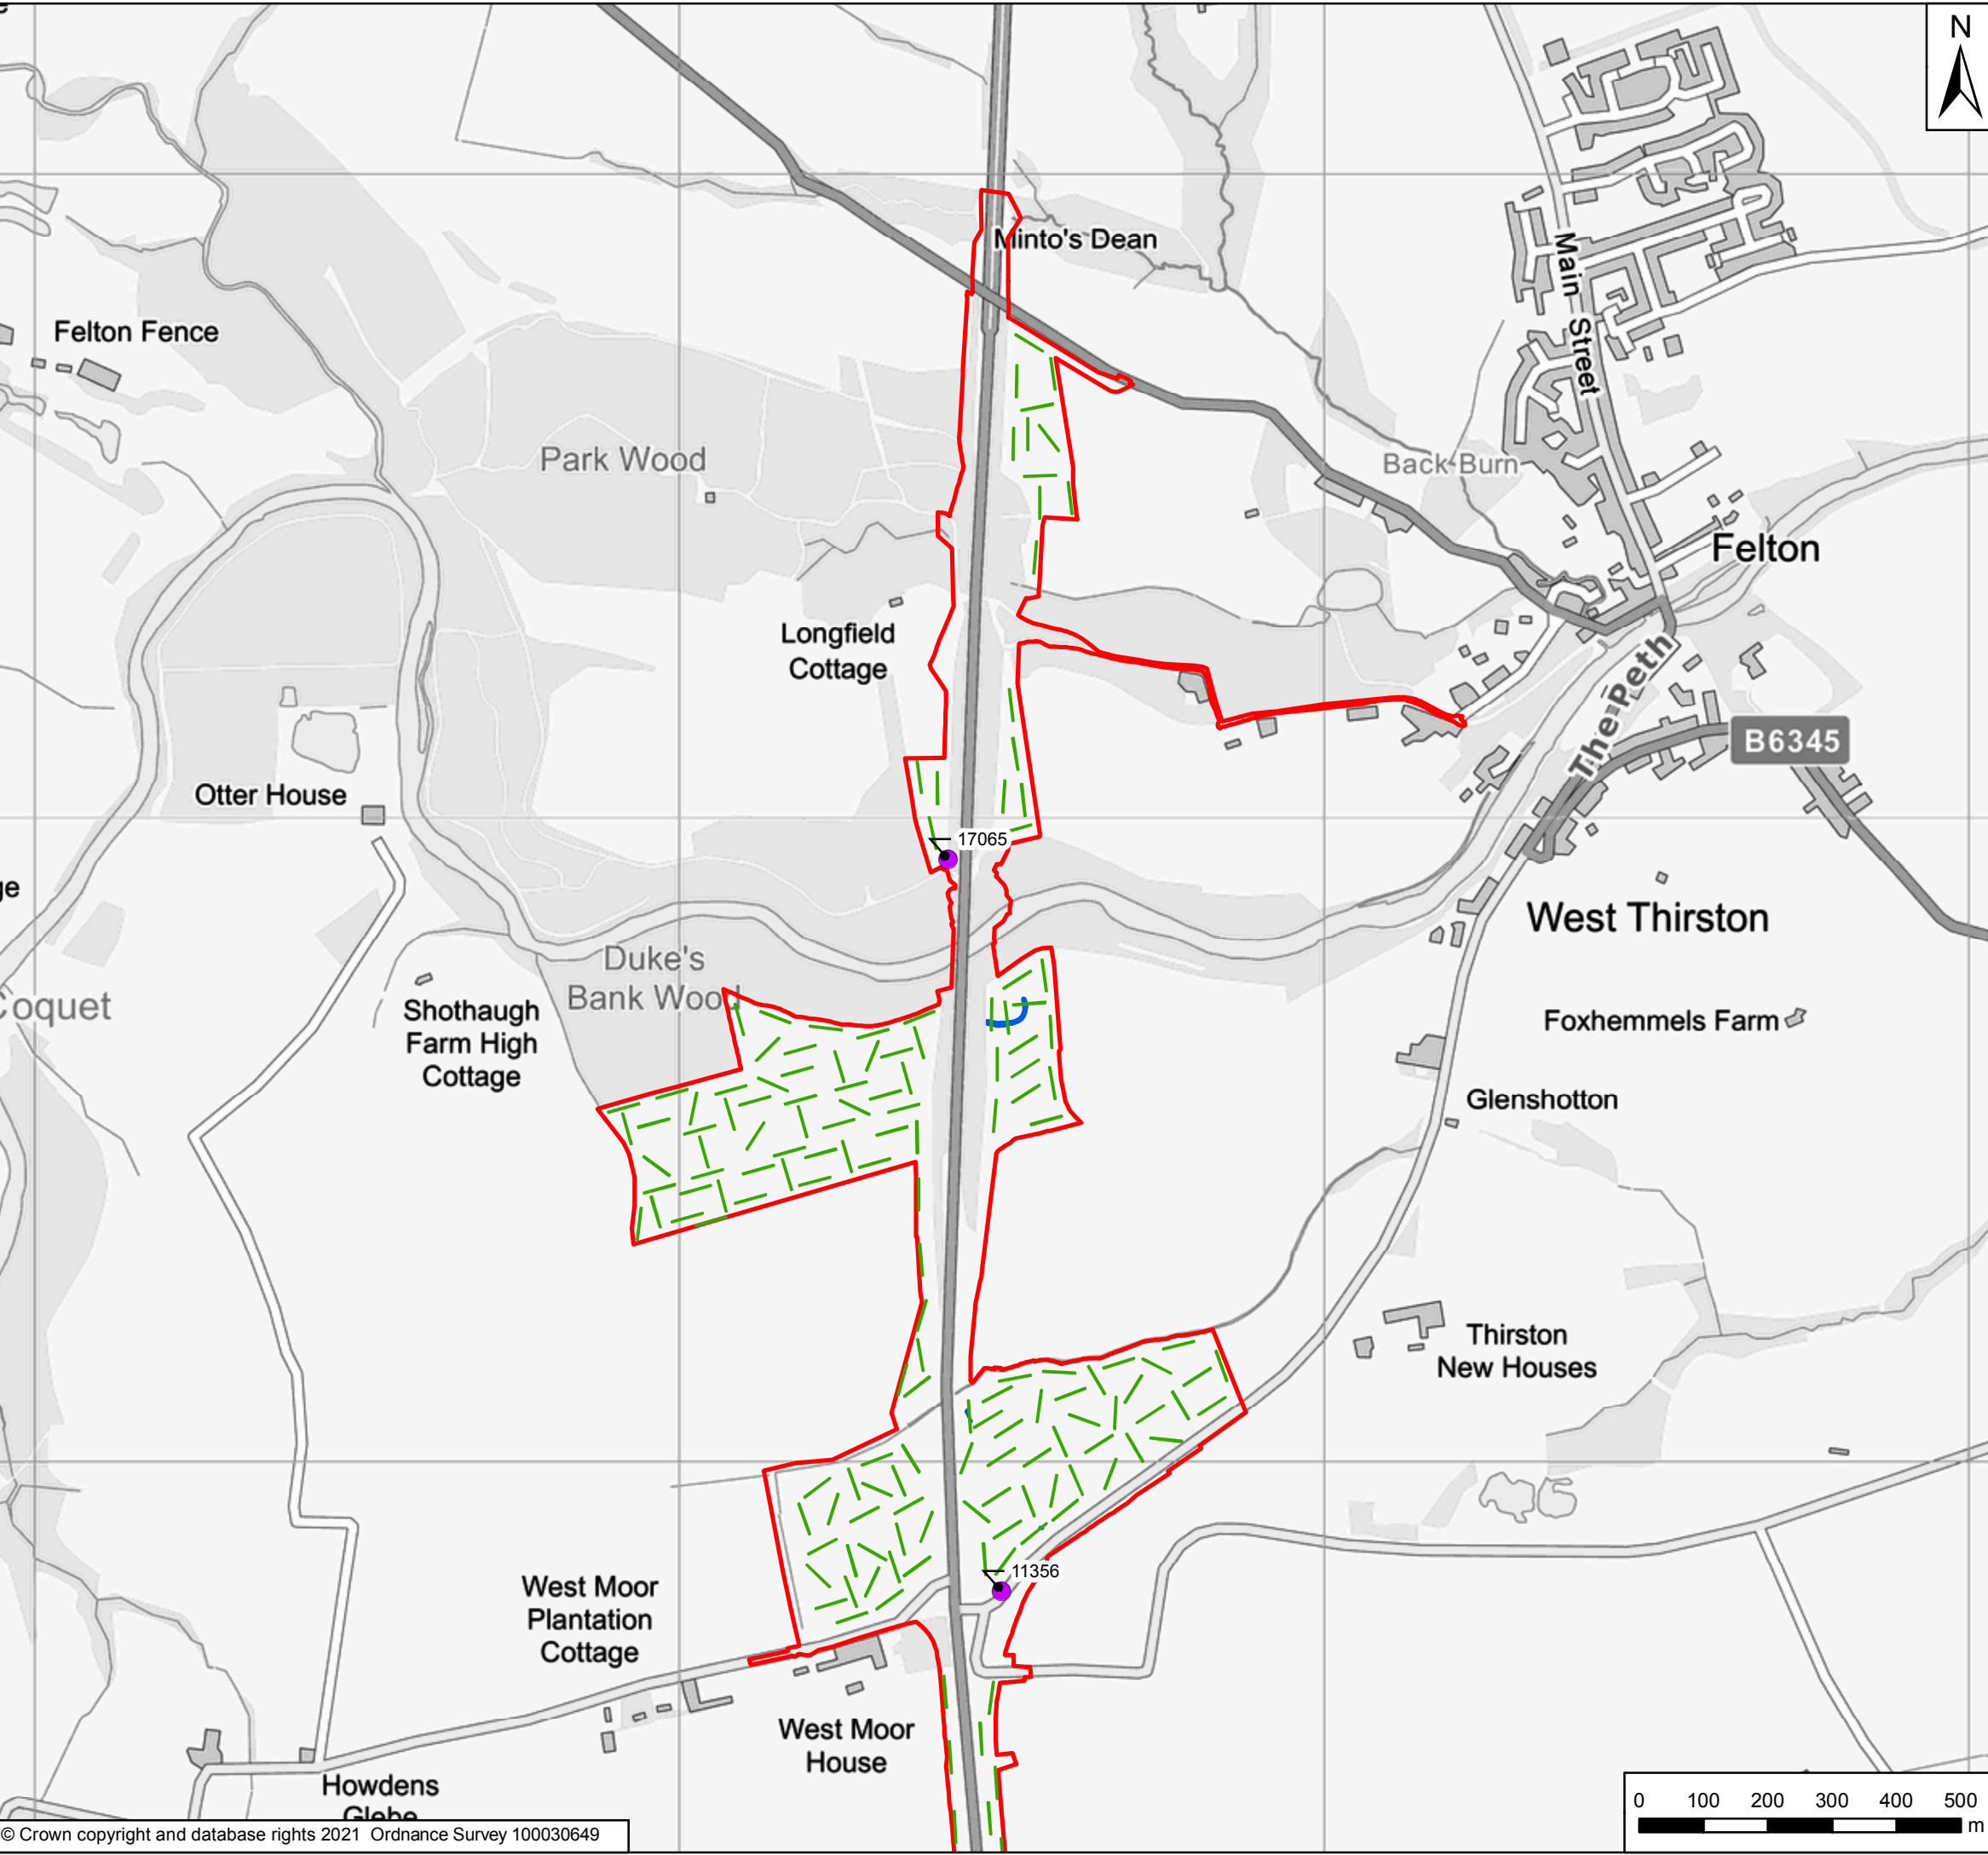 N
Minto's Dean
Main Street
Felton Fence
Park Wood
Back Burn
Felton
Longfield
Cottage
The Peth
B6345
Otter House
17065
ge
West Thirston
Duke's
Bank Wood
Coquet
Shothaugh
Farm High
Cottage
Foxhemmels Farm
Glenshotton
Thirston
New Houses
11356
West Moor
Plantation
Cottage
West Moor
House
Howdens
Glebe
0 100 200 300 400 500
m
© Crown copyright and database rights 2021 Ordnance Survey 100030649